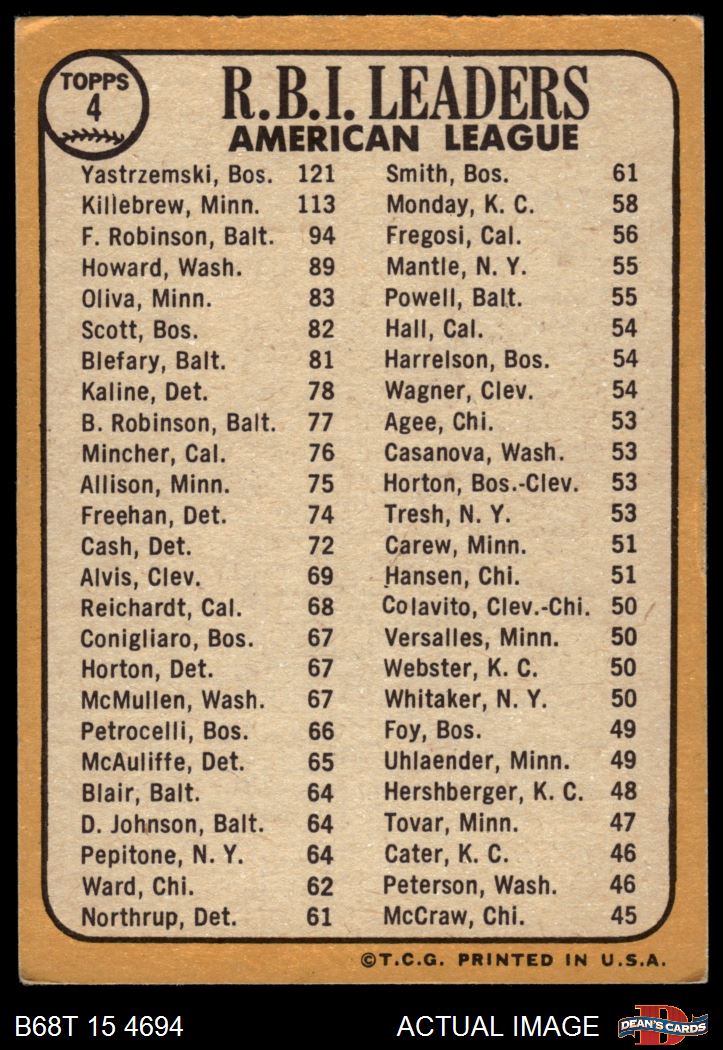 TOPPS
4
R.B.I. LEADERS
AMERICAN LEAGUE
Yastrzemski, Bos. 121
Killebrew, Minn. 113
F. Robinson, Balt. 94
Howard, Wash. 89
Oliva, Minn. 83
Scott, Bos. 82
Blefary, Balt. 81
Kaline, Det. 78
B. Robinson, Balt. 77
Mincher, Cal. 76
Allison, Minn. 75
Freehan, Det. 74
Cash, Det. 72
Alvis, Clev. 69
Reichardt, Cal. 68
Conigliaro, Bos. 67
Horton, Det. 67
McMullen, Wash. 67
Petrocelli, Bos. 66
McAuliffe, Det. 65
Blair, Balt. 64
D. Johnson, Balt. 64
Pepitone, N. Y. 64
Ward, Chi. 62
Northrup, Det. 61
Smith, Bos. 61
Monday, K. C. 58
Fregosi, Cal. 56
Mantle, N. Y. 55
Powell, Balt. 55
Hall, Cal. 54
Harrelson, Bos. 54
Wagner, Clev. 54
Agee, Chi. 53
Casanova, Wash. 53
Horton, Bos.-Clev. 53
Tresh, N. Y. 53
Carew, Minn. 51
Hansen, Chi. 51
Colavito, Clev.-Chi. 50
Versalles, Minn. 50
Webster, K. C. 50
Whitaker, N. Y. 50
Foy, Bos. 49
Uhlaender, Minn. 49
Hershberger, K. C. 48
Tovar, Minn. 47
Cater, K. C. 46
Peterson, Wash. 46
McCraw, Chi. 45
©T.C.G. PRINTED IN U.S.A.
B68T 15 4694
ACTUAL IMAGE
D
DEAN'S CARDS